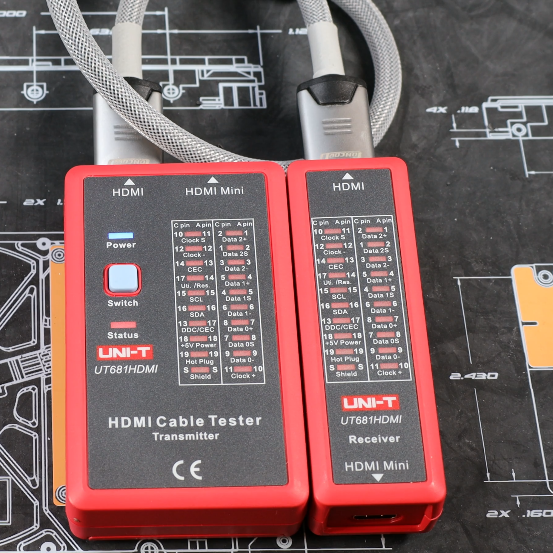 HDMI
HDMI Mini
Power
Switch
Status
UNI-T
UT681HDMI
C pin A pin C pin A pin
10 11 2 1
Clock S Data 2+
12 12 1 2
Clock - Data 2S
14 13 3 3
CEC Data 2-
17 14 5 4
Uti. /Res. Data 1+
15 15 4 5
SCL Data 1S
16 16 6 6
SDA Data 1-
13 17 8 7
DDC/CEC Data 0+
18 18 7 8
+5V Power Data 0S
19 19 9 9
Hot Plug Data 0-
S S 11 10
Shield Clock +
HDMI Cable Tester
Transmitter
CE
HDMI
C pin A pin C pin A pin
10 11 2 1
Clock S Data 2+
12 12 1 2
Clock - Data 2S
14 13 3 3
CEC Data 2-
17 14 5 4
Uti. /Res. Data 1+
15 15 4 5
SCL Data 1S
16 16 6 6
SDA Data 1-
13 17 8 7
DDC/CEC Data 0+
18 18 7 8
+5V Power Data 0S
19 19 9 9
Hot Plug Data 0-
S S 11 10
Shield Clock +
UNI-T
UT681HDMI
Receiver
HDMI Mini
4X .118
2X
2.430
2X .160